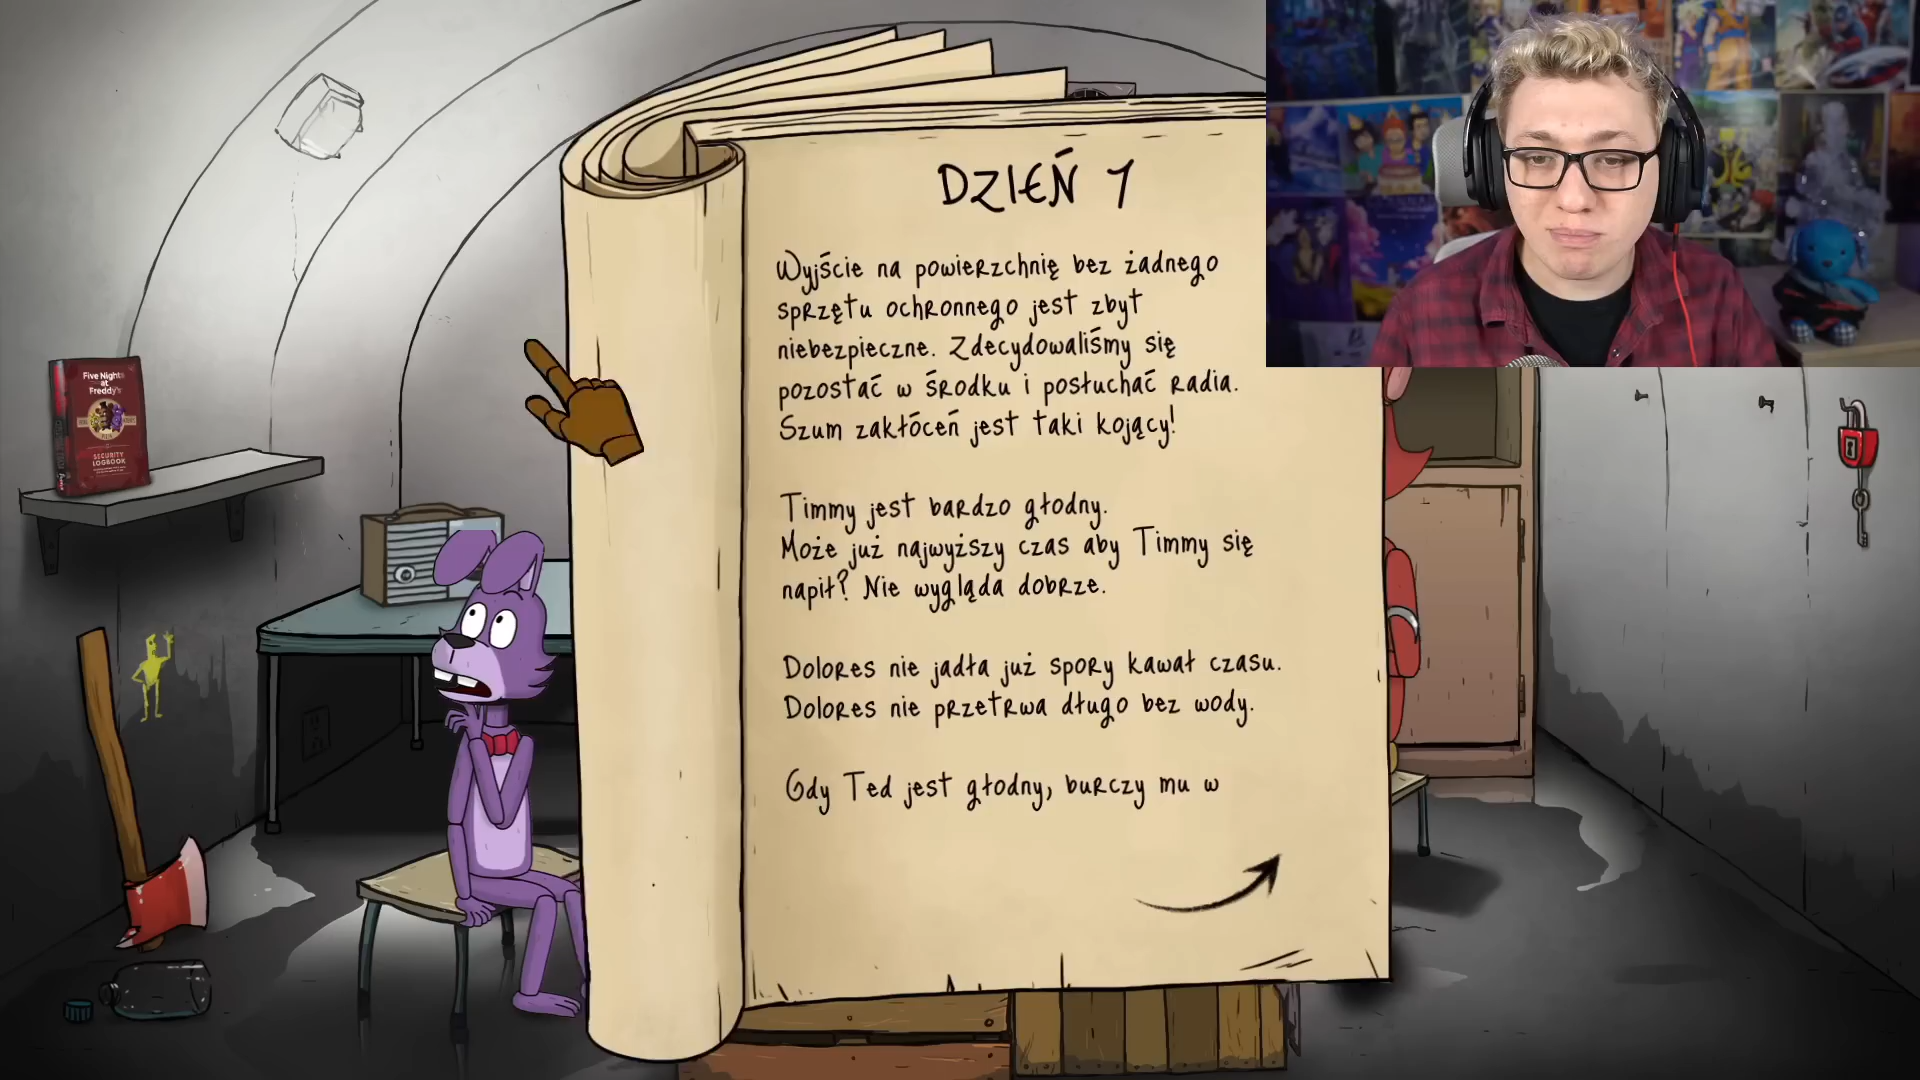 DZIEŃ 7
Wyjście na powierzchnię bez żadnego
sprzętu ochronnego jest zbyt
niebezpieczne. Zdecydowaliśmy się
pozostać w środku i posłuchać radia.
Szum zakłóceń jest taki kojący!
Timmy jest bardzo głodny.
Może już najwyższy czas aby Timmy się
napił? Nie wygląda dobrze.
Dolores nie jadła już spory kawał czasu.
Dolores nie przetrwa długo bez wody.
Gdy Ted jest głodny, burczy mu w
Five Nights
at
Freddy's
SECURITY
LOGBOOK